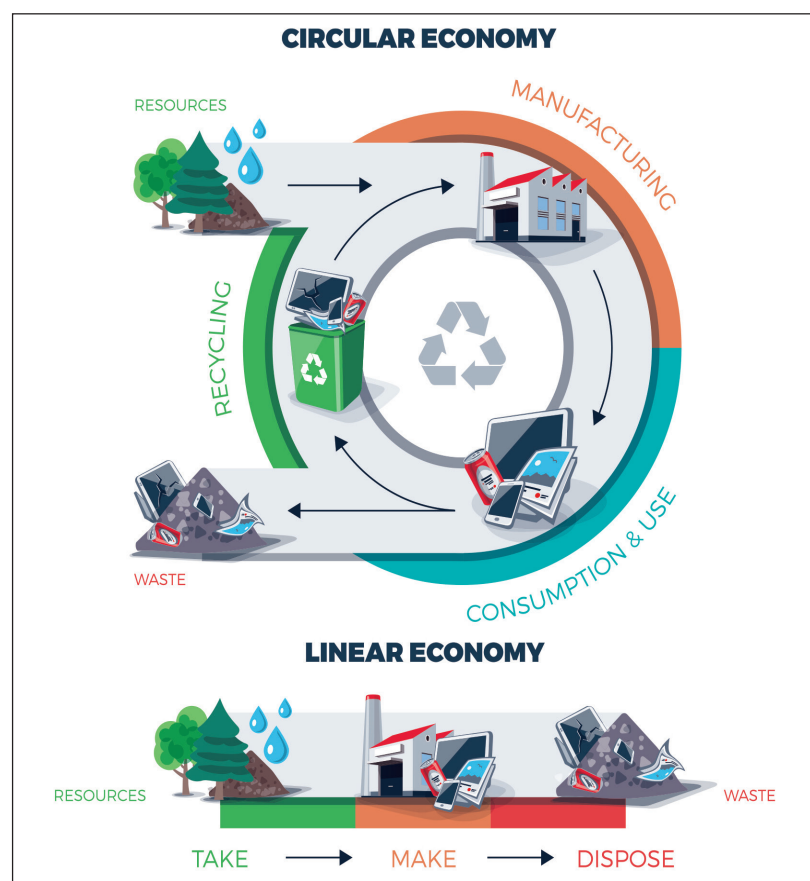 CIRCULAR ECONOMY
RESOURCES
MANUFACTURING
RECYCLING
CONSUMPTION & USE
WASTE
LINEAR ECONOMY
RESOURCES
WASTE
TAKE
MAKE
DISPOSE